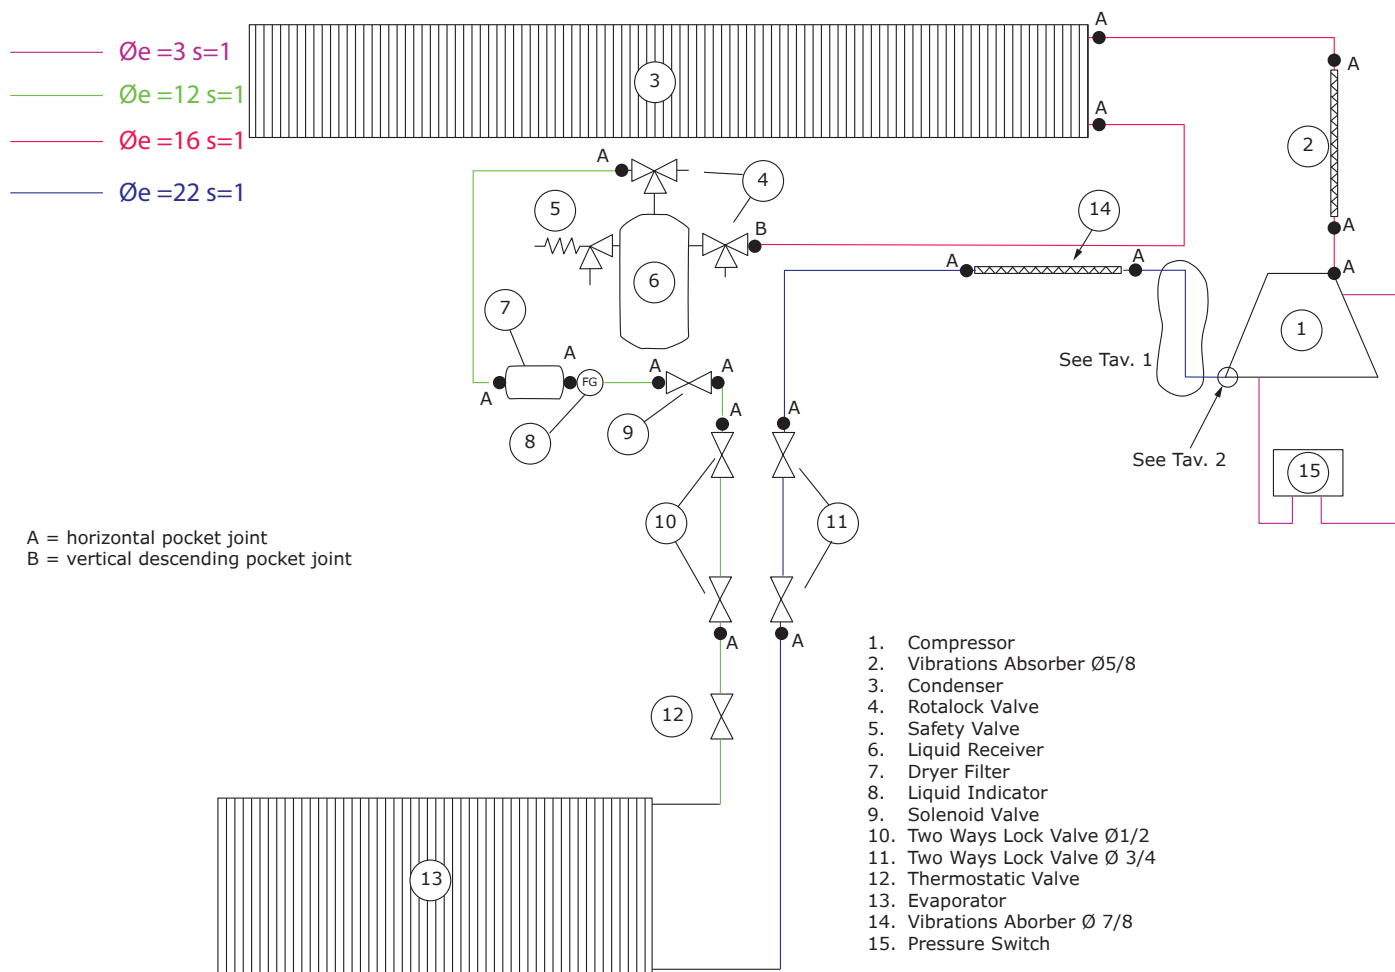 Øe =3 s=1
Øe =12 s=1
Øe =16 s=1
Øe =22 s=1
A
3
A
2
A
A
4
A
5
B
14
A
6
A
A
A
1
7
A
See Tav. 1
A
A
FG
A
A
A
8
9
See Tav. 2
15
10
11
A = horizontal pocket joint
B = vertical descending pocket joint
A
A
12
13
1. Compressor
2. Vibrations Absorber Ø5/8
3. Condenser
4. Rotalock Valve
5. Safety Valve
6. Liquid Receiver
7. Dryer Filter
8. Liquid Indicator
9. Solenoid Valve
10. Two Ways Lock Valve Ø1/2
11. Two Ways Lock Valve Ø 3/4
12. Thermostatic Valve
13. Evaporator
14. Vibrations Aborber Ø 7/8
15. Pressure Switch